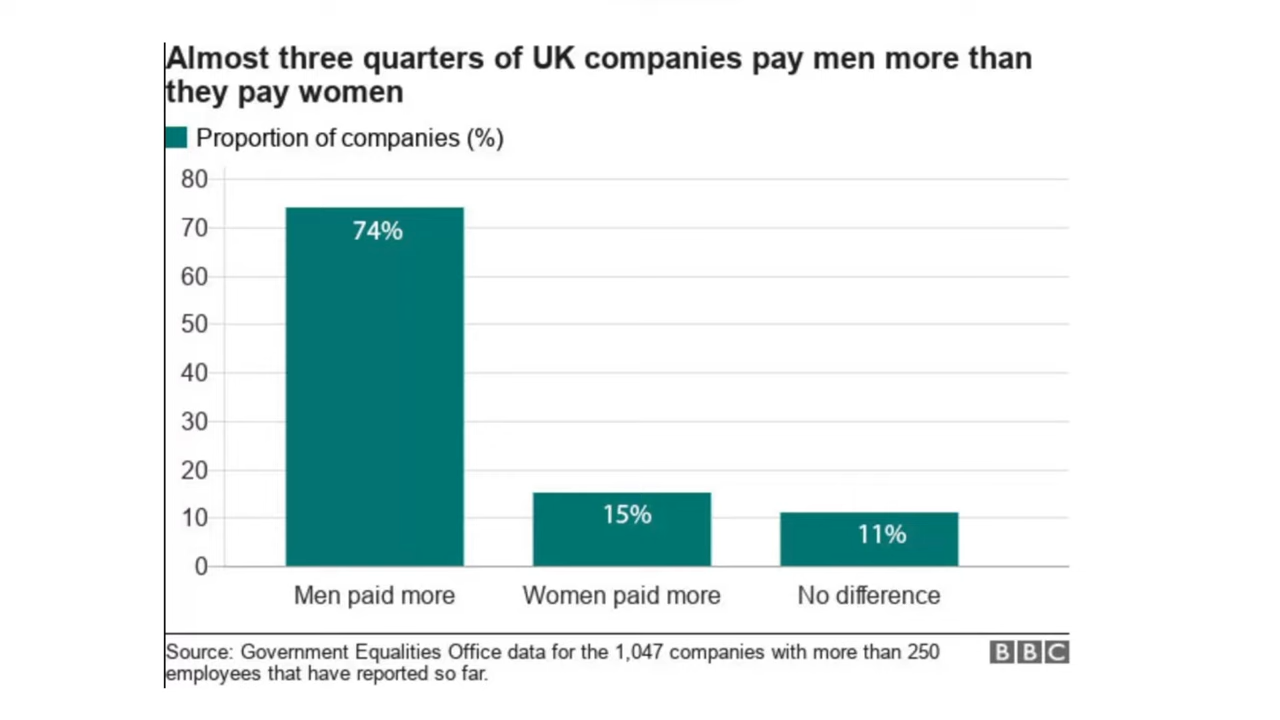 Almost three quarters of UK companies pay men more than
they pay women
Proportion of companies (%)
80
70
60
50
40
30
20
10
0
74%
15%
11%
Men paid more
Women paid more
No difference
Source: Government Equalities Office data for the 1,047 companies with more than 250
employees that have reported so far.
BBC